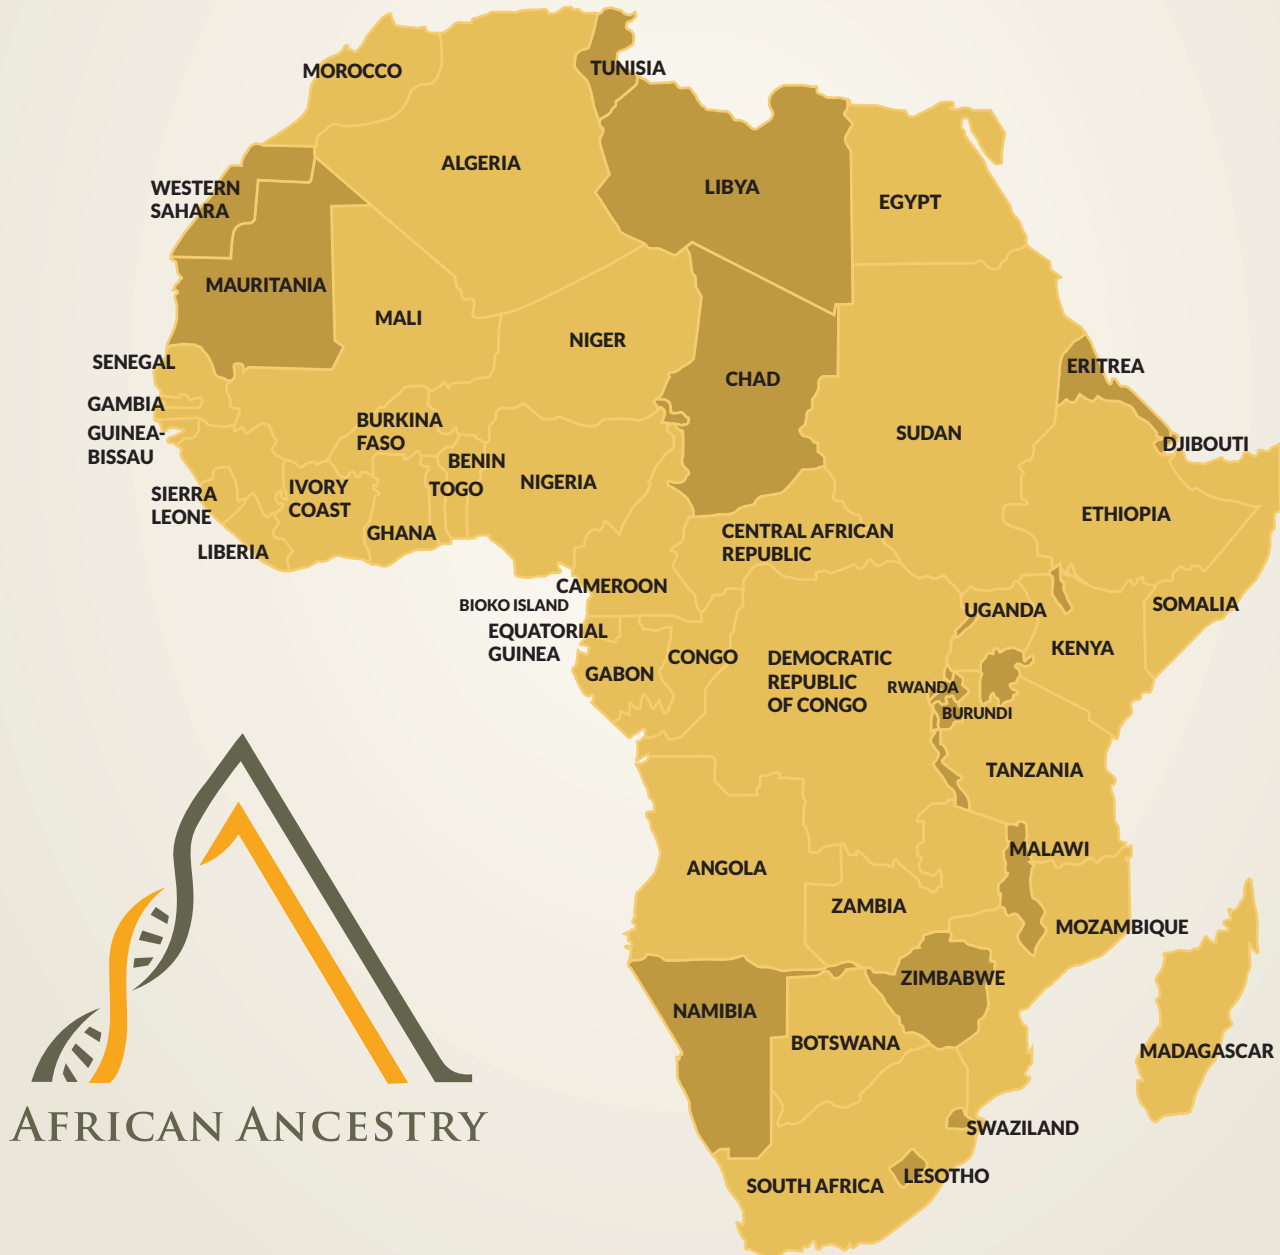 MOROCCO
TUNISIA
ALGERIA
LIBYA
EGYPT
WESTERN
SAHARA
MAURITANIA
MALI
NIGER
CHAD
SUDAN
ERITREA
DJIBOUTI
SENEGAL
GAMBIA
GUINEA-
BISSAU
BURKINA
FASO
BENIN
TOGO
NIGERIA
SIERRA
LEONE
IVORY
COAST
GHANA
LIBERIA
ETHIOPIA
CENTRAL AFRICAN
REPUBLIC
CAMEROON
BIOKO ISLAND
EQUATORIAL
GUINEA
GABON
CONGO
DEMOCRATIC
REPUBLIC
OF CONGO
UGANDA
SOMALIA
KENYA
RWANDA
BURUNDI
TANZANIA
MALAWI
ANGOLA
ZAMBIA
MOZAMBIQUE
ZIMBABWE
NAMIBIA
BOTSWANA
MADAGASCAR
SWAZILAND
LESOTHO
SOUTH AFRICA
AFRICAN ANCESTRY